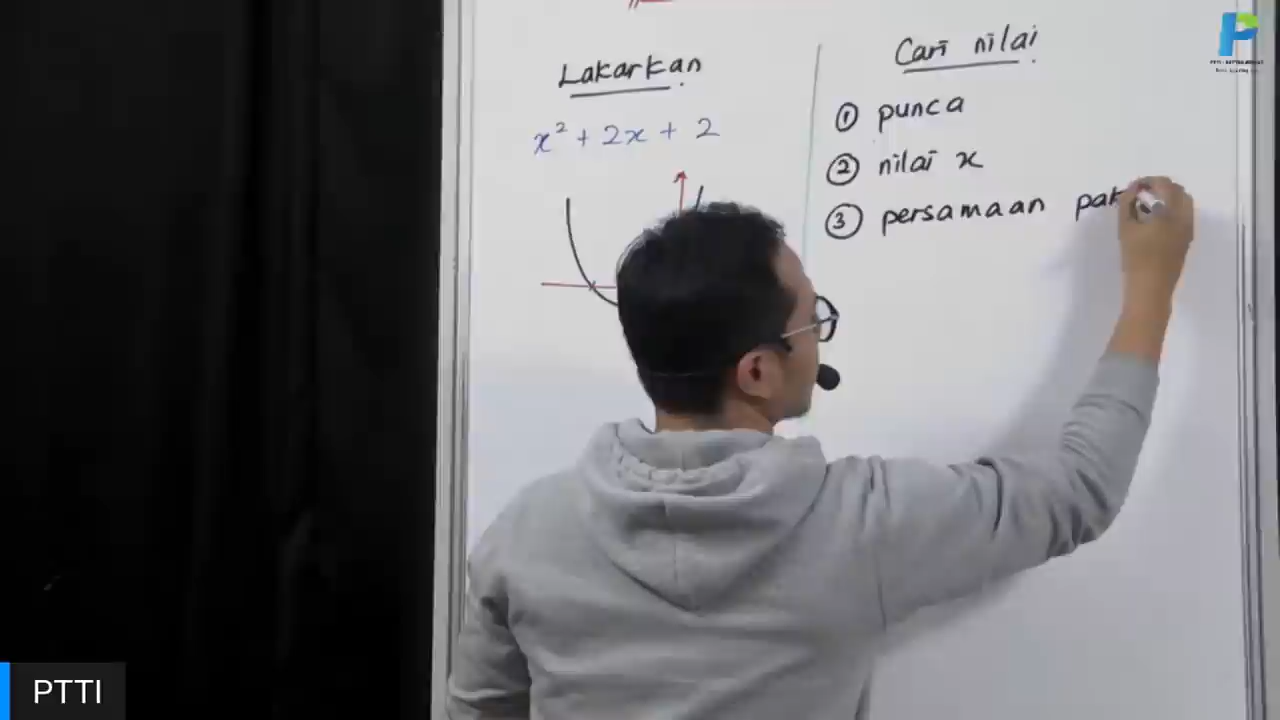 Lakarkan
x² + 2x + 2
Cari nilai
① punca
② nilai x
③ persamaan pak
PTTI